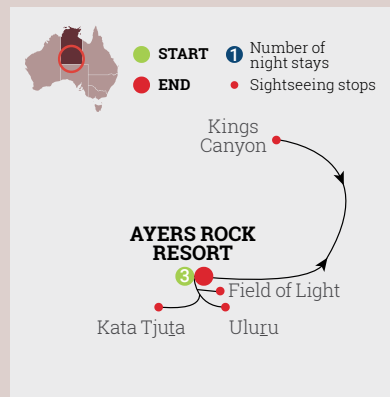 START
END
1
Number of
night stays
Sightseeing stops
Kings
Canyon
AYERS ROCK
RESORT
3
Field of Light
Kata Tjuṯa
Uluṟu